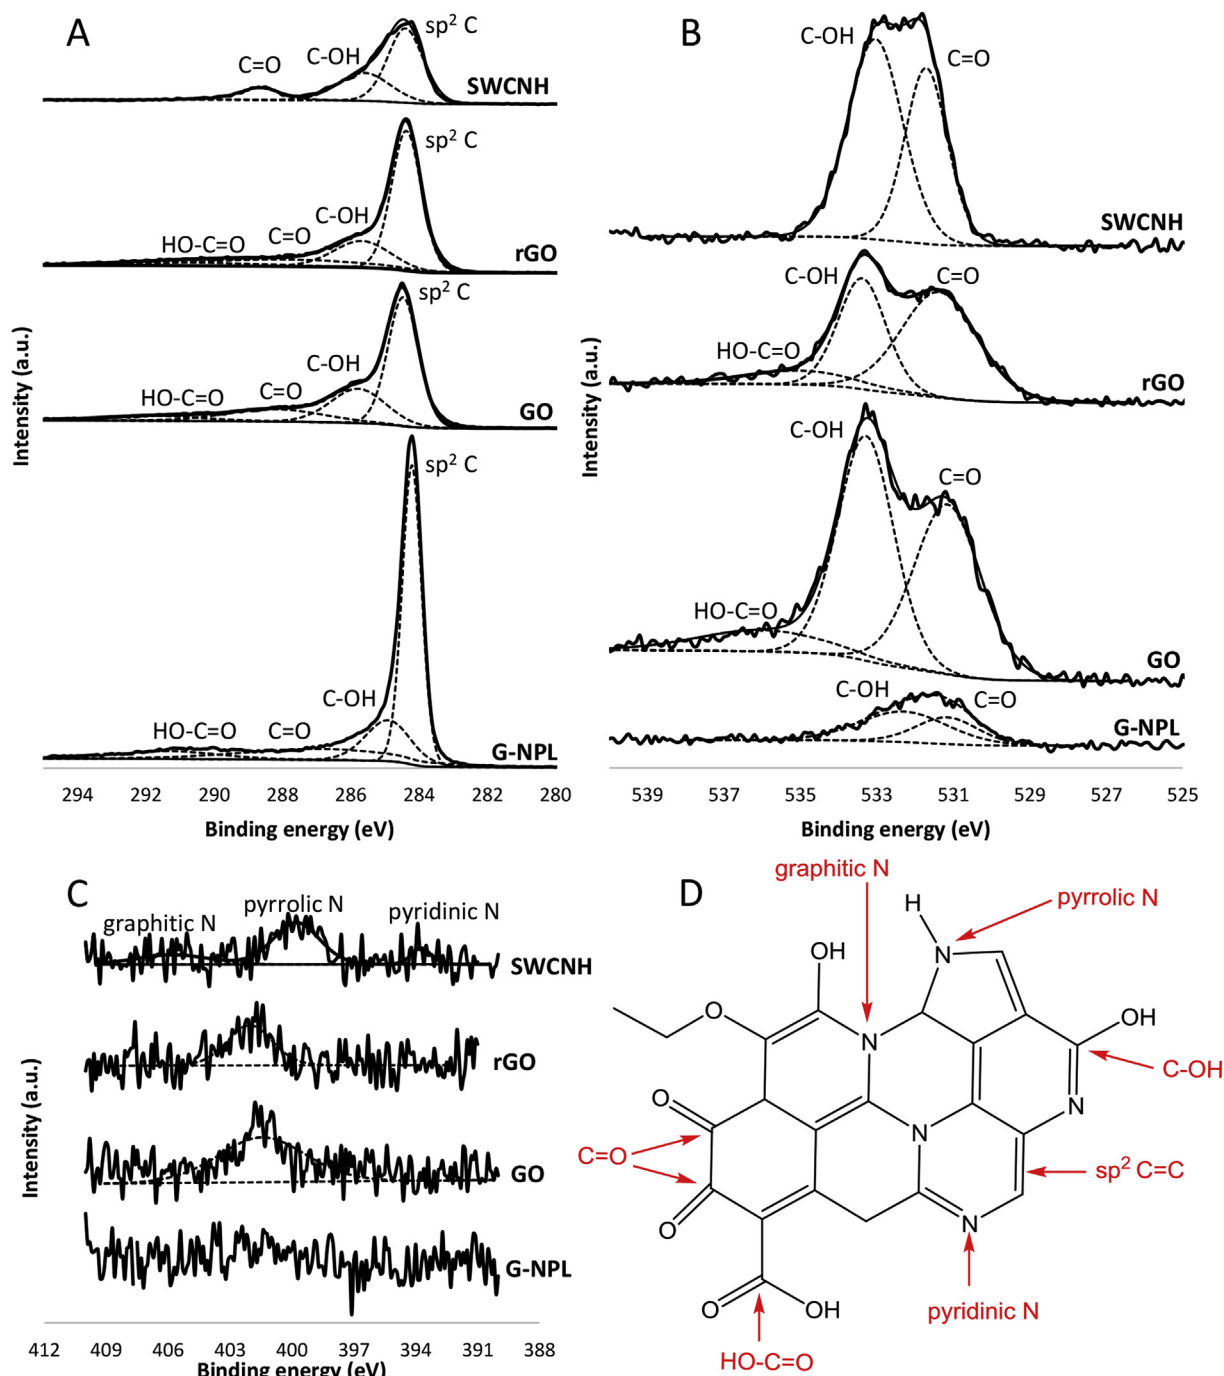 A
sp² C
C-OH
C=O
SWCNH
sp² C
C-OH
C=O
HO-C=O
rGO
sp² C
C-OH
C=O
HO-C=O
GO
sp² C
C-OH
C=O
HO-C=O
G-NPL
Intensity (a.u.)
294 292 290 288 286 284 282 280
Binding energy (eV)
B
C-OH
C=O
SWCNH
C-OH
C=O
HO-C=O
rGO
C-OH
C=O
HO-C=O
GO
C-OH
C=O
G-NPL
Intensity (a.u.)
539 537 535 533 531 529 527 525
Binding energy (eV)
C
graphitic N
pyrrolic N
pyridinic N
SWCNH
rGO
GO
G-NPL
Intensity (a.u.)
412 409 406 403 400 397 394 391 388
Binding energy (eV)
D
graphitic N
pyrrolic N
H
N
OH
O
N
OH
C-OH
O
N
N
C=O
sp² C=C
O
N
pyridinic N
O
OH
HO-C=O